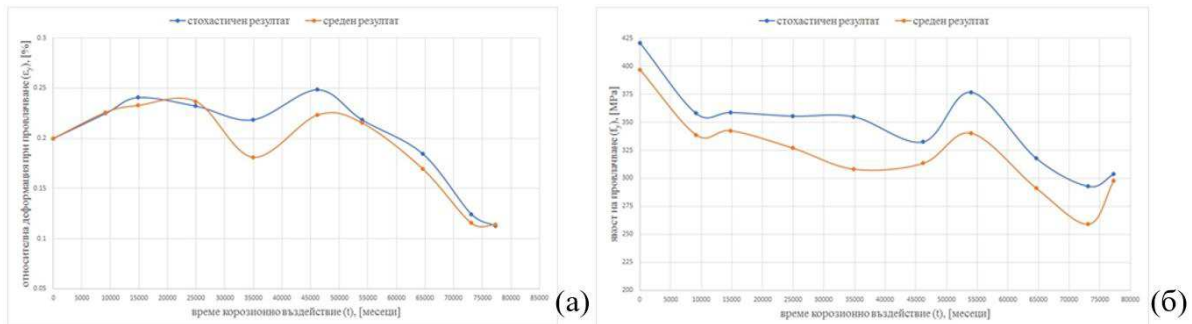 стохастичен резултат среден резултат
0.3
0.25
0.2
0.15
0.1
0.05
относителна деформация при провлачване (εy), [%]
0 5000 10000 15000 20000 25000 30000 35000 40000 45000 50000 55000 60000 65000 70000 75000 80000 85000
време корозионно въздействие (t), [месеци]
(а)
стохастичен резултат среден резултат
425
400
375
350
325
300
275
250
225
200
якост на провлачване (fy), [MPa]
0 5000 10000 15000 20000 25000 30000 35000 40000 45000 50000 55000 60000 65000 70000 75000 80000
време корозионно въздействие (t), [месеци]
(б)